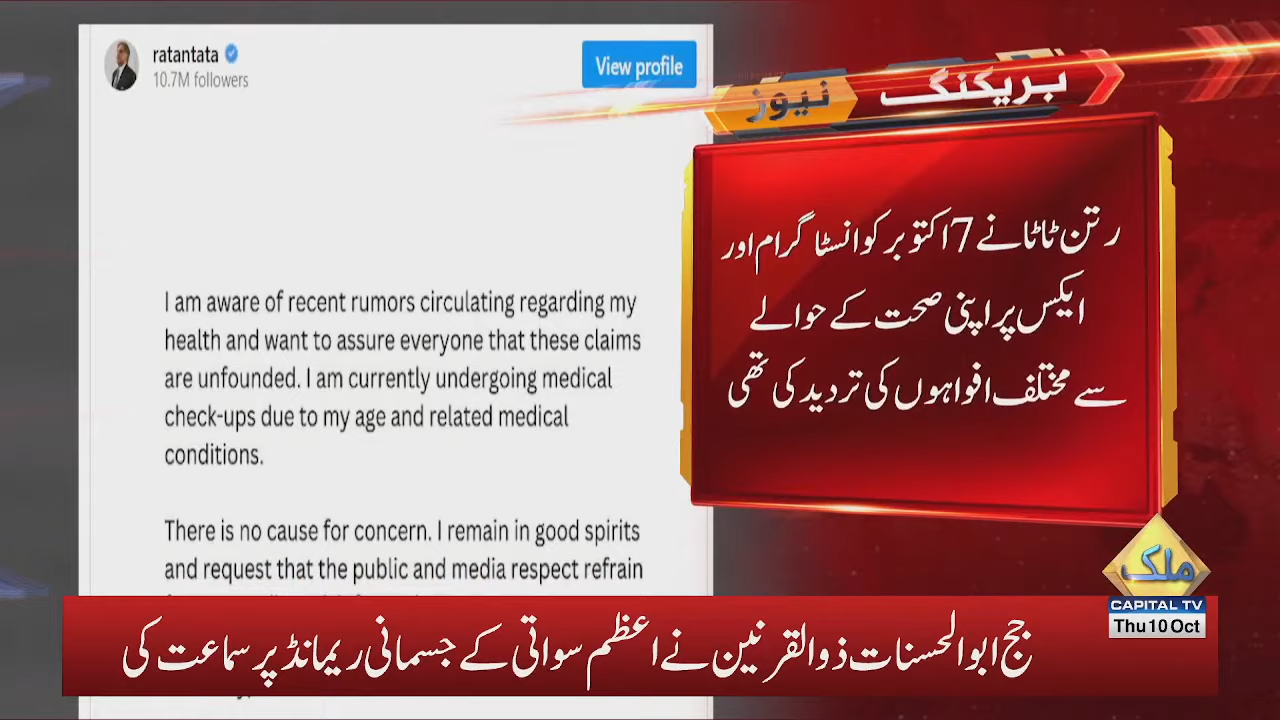 ratantata
10.7M followers
View profile
I am aware of recent rumors circulating regarding my
health and want to assure everyone that these claims
are unfounded. I am currently undergoing medical
check-ups due to my age and related medical
conditions.
There is no cause for concern. I remain in good spirits
and request that the public and media respect refrain
بریکنگ نیوز
رتن ٹاٹا نے 7 اکتوبر کو انسٹا گرام اور
ایکس پر اپنی صحت کے حوالے
سے مختلف افواہوں کی تردید کی تھی
ملک
CAPITAL TV
Thu 10 Oct
جج ابوالحسنات ذوالقرنین نے اعظم سواتی کے جسمانی ریمانڈ پر سماعت کی